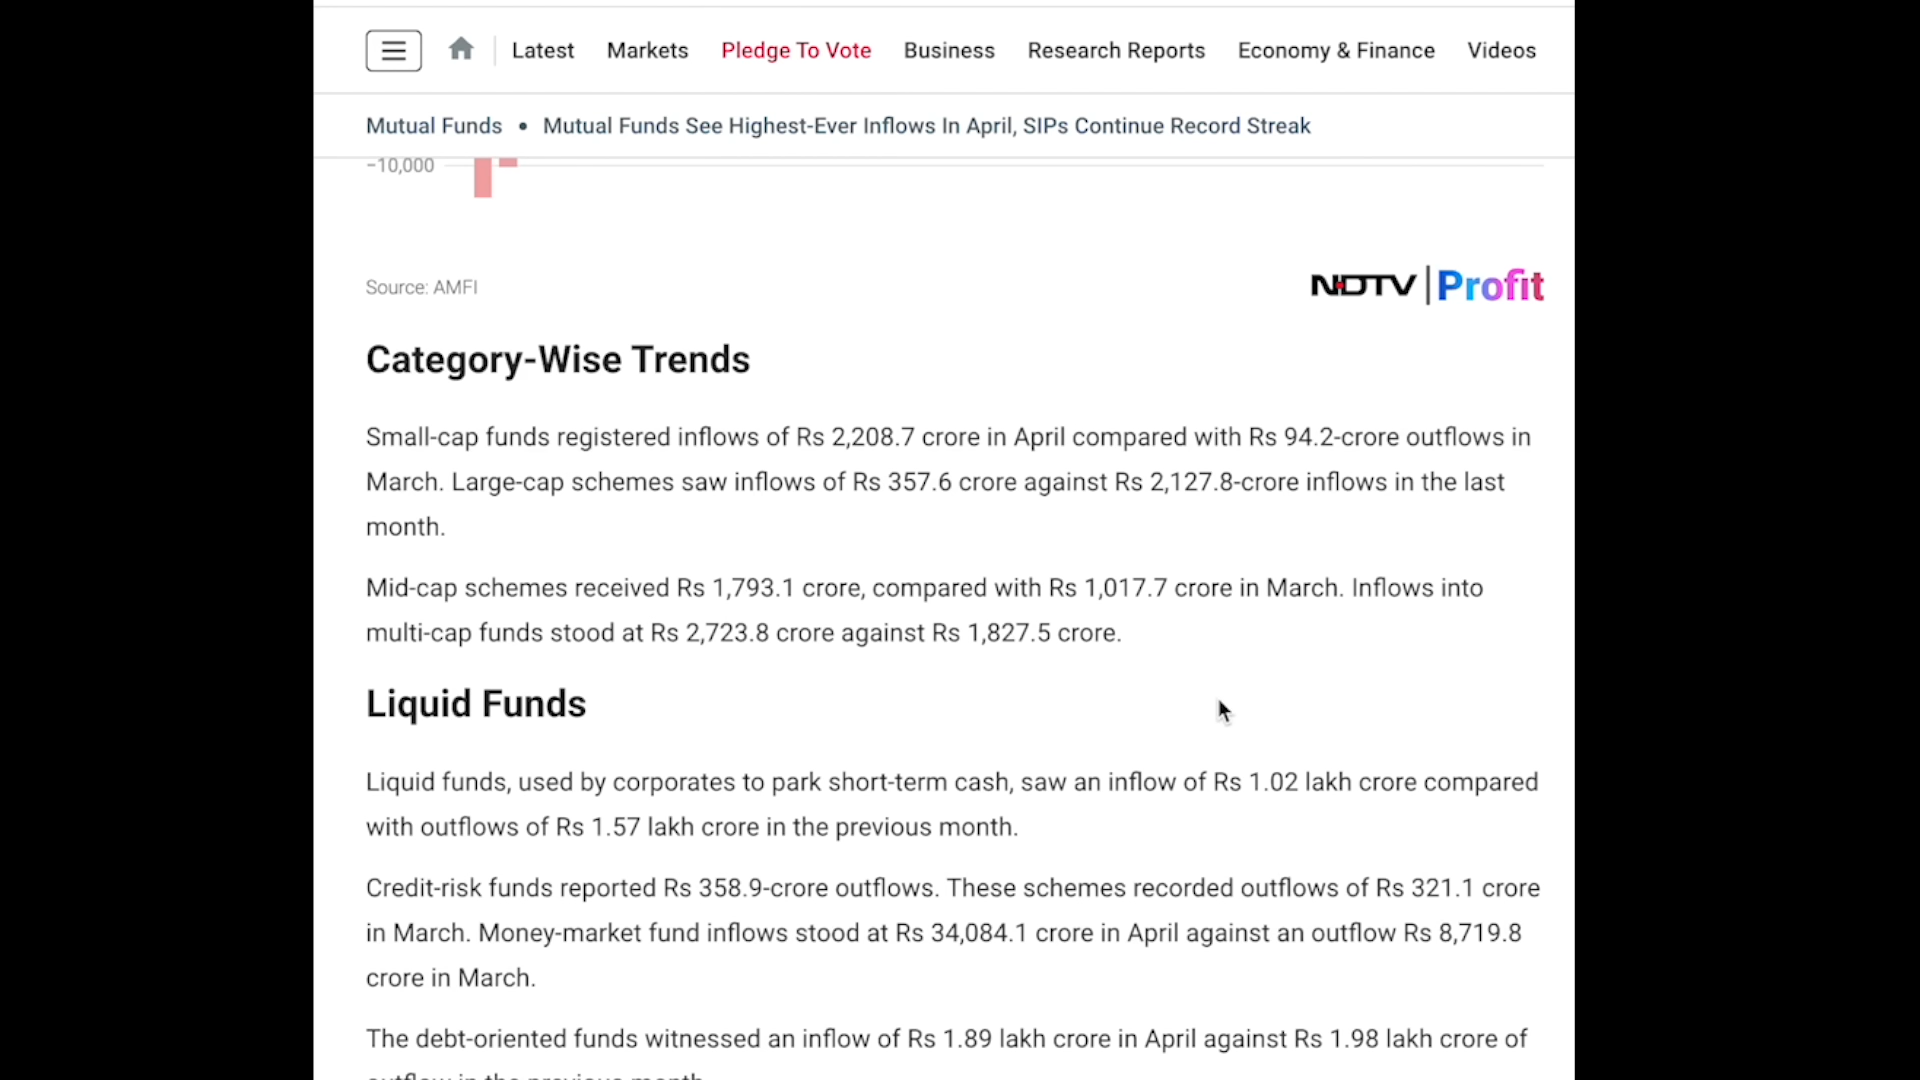 Latest Markets Pledge To Vote Business Research Reports Economy & Finance Videos
Mutual Funds • Mutual Funds See Highest-Ever Inflows In April, SIPs Continue Record Streak
−10,000
Source: AMFI
NDTV | Profit
Category-Wise Trends
Small-cap funds registered inflows of Rs 2,208.7 crore in April compared with Rs 94.2-crore outflows in
March. Large-cap schemes saw inflows of Rs 357.6 crore against Rs 2,127.8-crore inflows in the last
month.
Mid-cap schemes received Rs 1,793.1 crore, compared with Rs 1,017.7 crore in March. Inflows into
multi-cap funds stood at Rs 2,723.8 crore against Rs 1,827.5 crore.
Liquid Funds
Liquid funds, used by corporates to park short-term cash, saw an inflow of Rs 1.02 lakh crore compared
with outflows of Rs 1.57 lakh crore in the previous month.
Credit-risk funds reported Rs 358.9-crore outflows. These schemes recorded outflows of Rs 321.1 crore
in March. Money-market fund inflows stood at Rs 34,084.1 crore in April against an outflow Rs 8,719.8
crore in March.
The debt-oriented funds witnessed an inflow of Rs 1.89 lakh crore in April against Rs 1.98 lakh crore of
outflow in the previous month